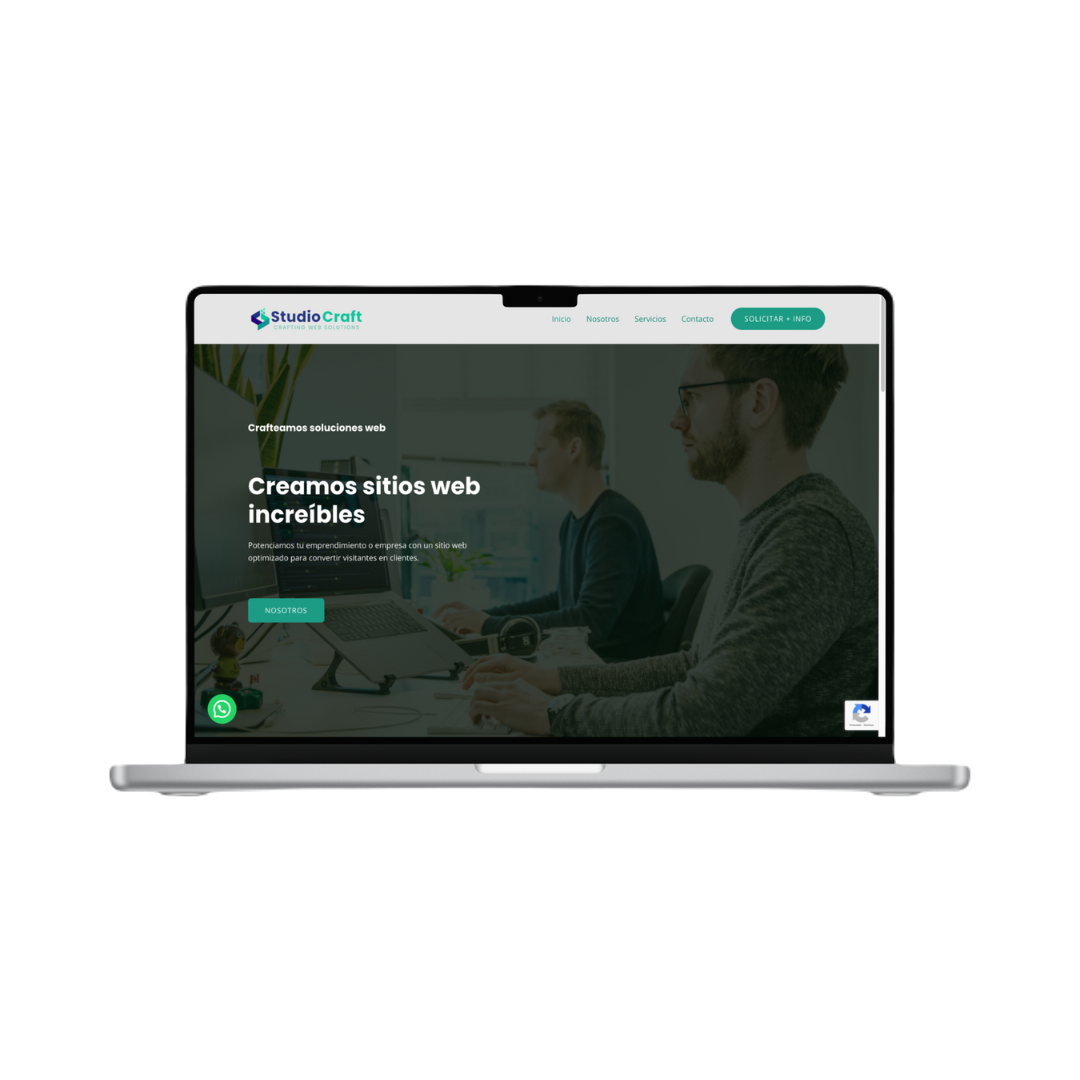 StudioCraft
CRAFTING WEB SOLUTIONS
Inicio Nosotros Servicios Contacto SOLICITAR + INFO
Crafteamos soluciones web
Creamos sitios web
increíbles
Potenciamos tu emprendimiento o empresa con un sitio web
optimizado para convertir visitantes en clientes.
NOSOTROS